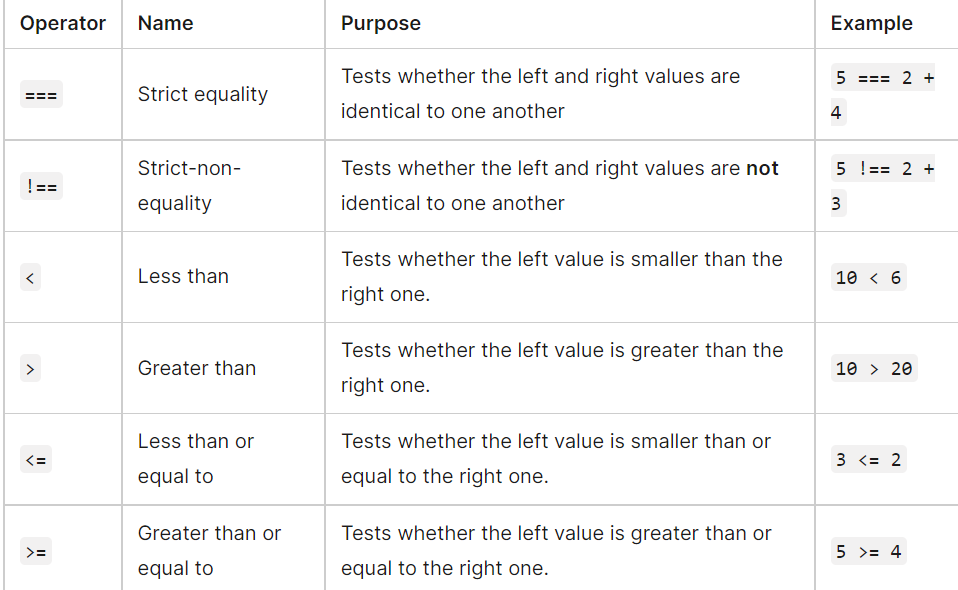 Operator Name Purpose Example
=== Strict equality Tests whether the left and right values are identical to one another 5 === 2 + 4
!== Strict-non-equality Tests whether the left and right values are not identical to one another 5 !== 2 + 3
< Less than Tests whether the left value is smaller than the right one. 10 < 6
> Greater than Tests whether the left value is greater than the right one. 10 > 20
<= Less than or equal to Tests whether the left value is smaller than or equal to the right one. 3 <= 2
>= Greater than or equal to Tests whether the left value is greater than or equal to the right one. 5 >= 4